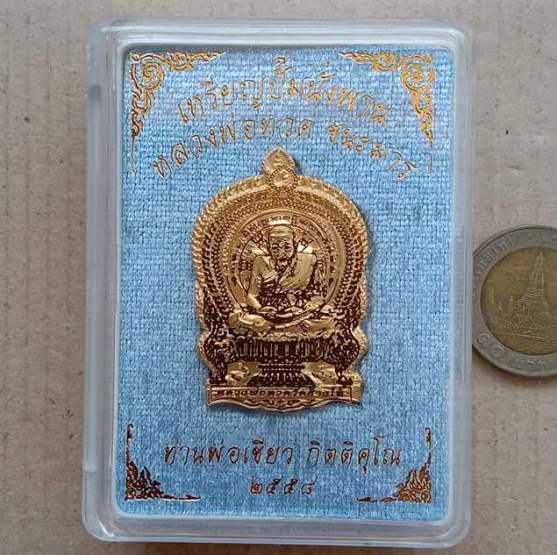 เหรียญปั๊มนั่งพาน
หลวงพ่อทวด ชนะมาร
ท่านพ่อเขียว กิตติคุโณ
๒๕๕๘